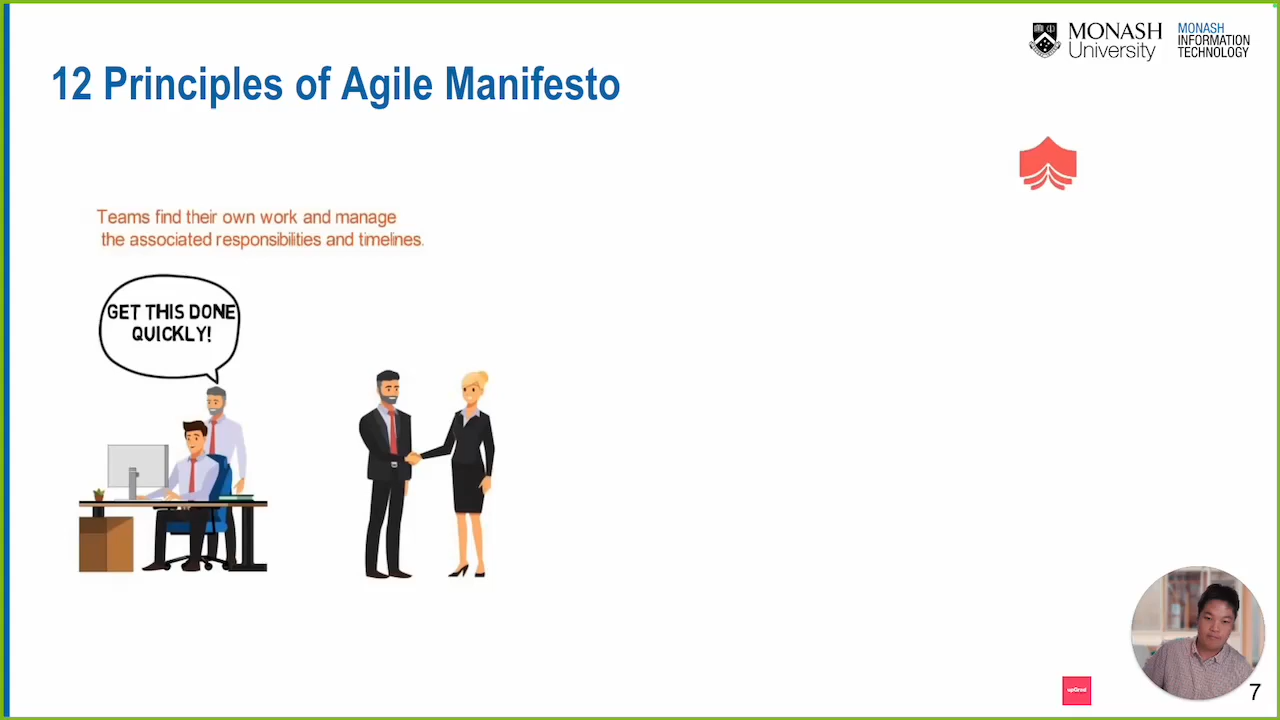 MONASH
University
MONASH
INFORMATION
TECHNOLOGY
12 Principles of Agile Manifesto
Teams find their own work and manage
the associated responsibilities and timelines.
GET THIS DONE
QUICKLY!
upGrad
7